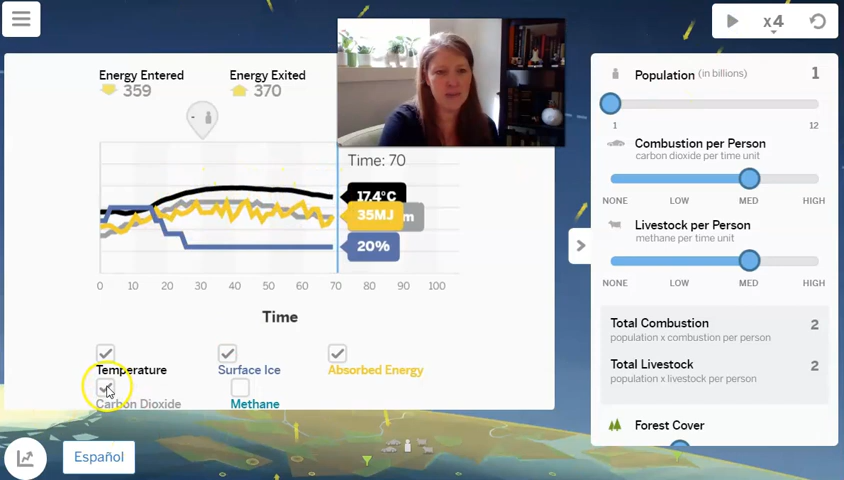 x4
Energy Entered
359
Energy Exited
370
Time: 70
17.4°C
35MJ
m
20%
0 10 20 30 40 50 60 70 80 90 100
Time
Temperature
Surface Ice
Absorbed Energy
Carbon Dioxide
Methane
Español
Population (in billions) 1
1 12
Combustion per Person
carbon dioxide per time unit
NONE LOW MED HIGH
Livestock per Person
methane per time unit
NONE LOW MED HIGH
Total Combustion 2
population x combustion per person
Total Livestock 2
population x livestock per person
Forest Cover